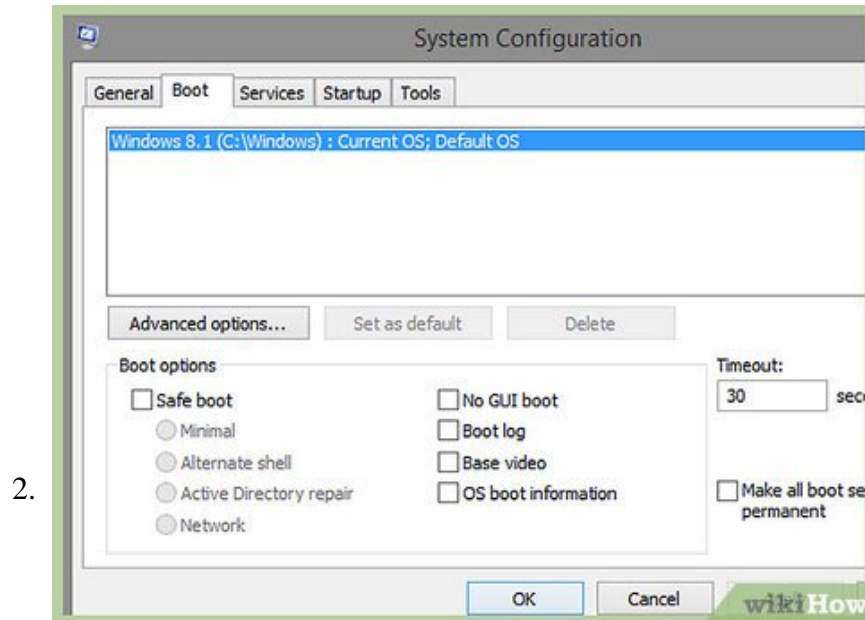 System Configuration
General Boot Services Startup Tools
Windows 8.1 (C:\Windows) : Current OS; Default OS
Advanced options... Set as default Delete
Boot options
Timeout:
Safe boot No GUI boot 30 sec
Minimal Boot log
Alternate shell Base video
2. Active Directory repair OS boot information Make all boot se
permanent
Network
OK Cancel
wikiHow